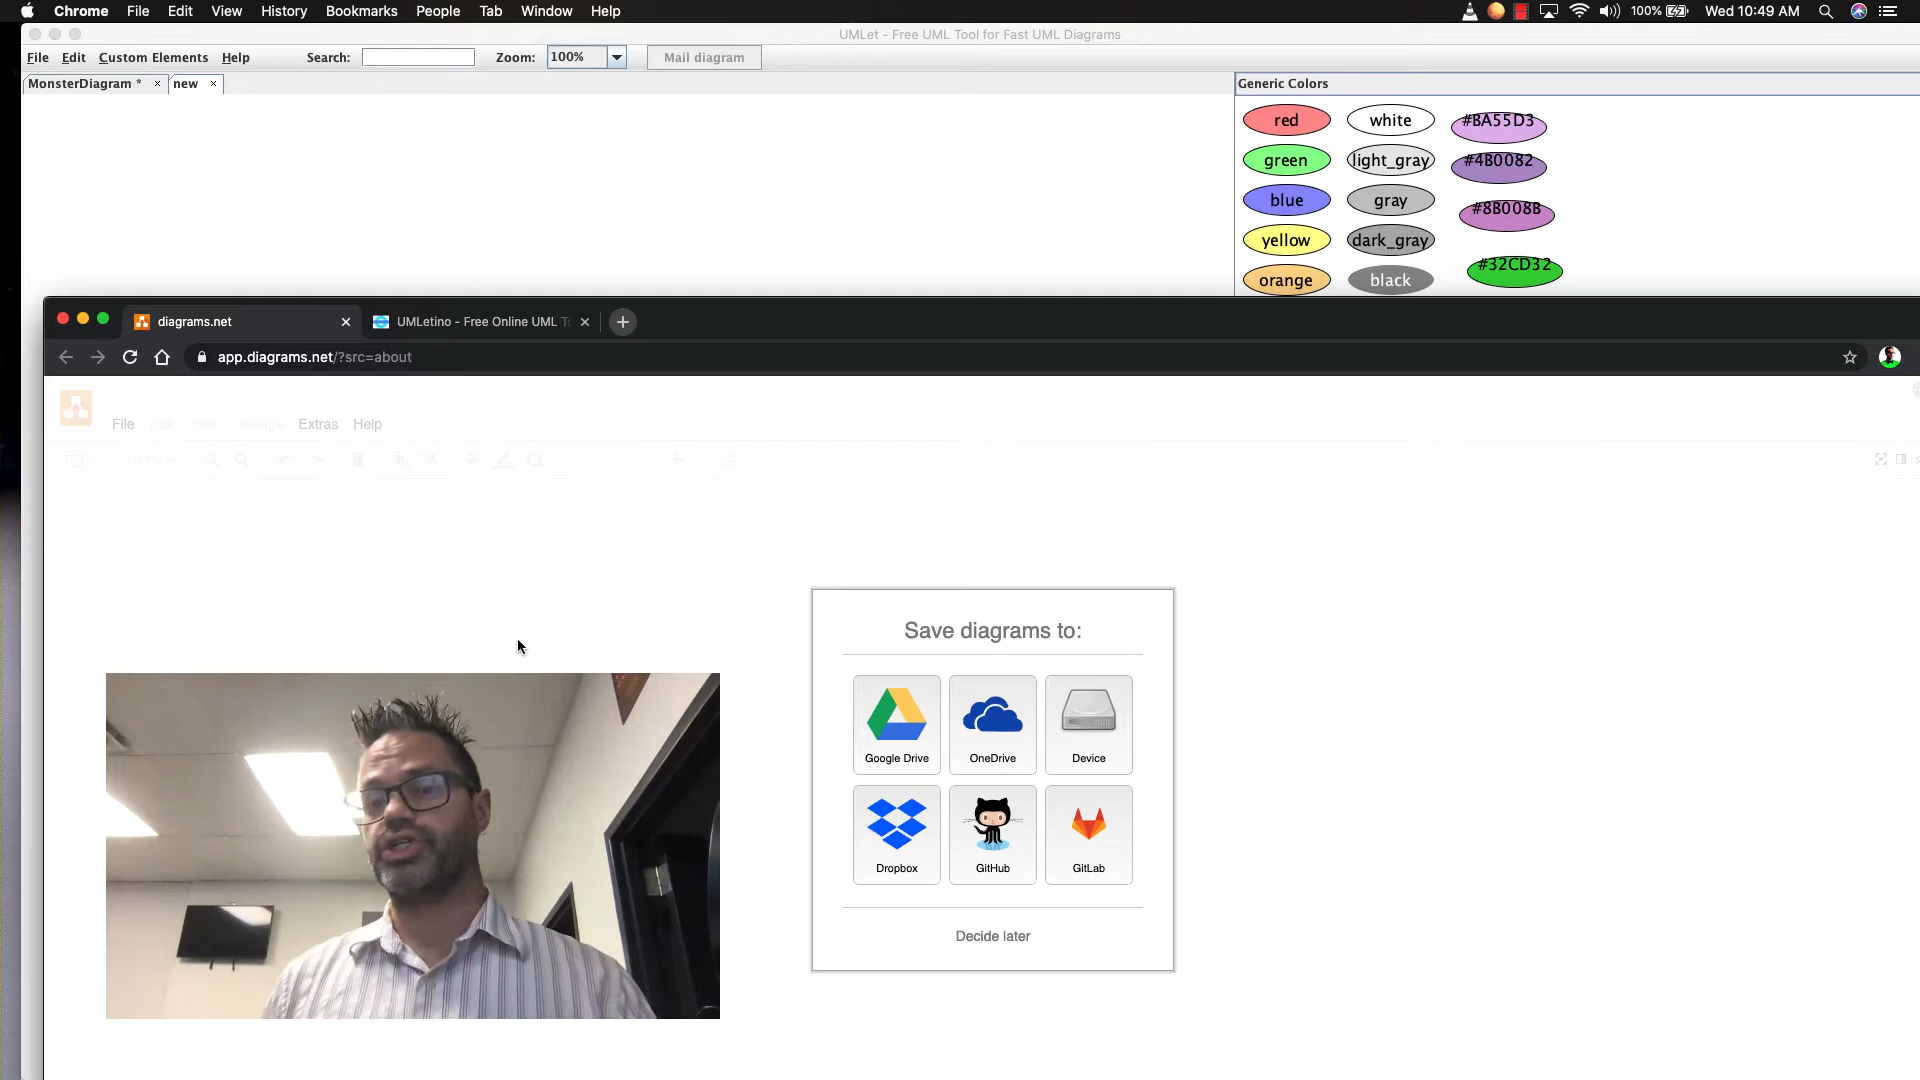 Chrome File Edit View History Bookmarks People Tab Window Help 100% Wed 10:49 AM
UMLet - Free UML Tool for Fast UML Diagrams
File Edit Custom Elements Help Search: Zoom: 100% Mail diagram
MonsterDiagram * × new ×
Generic Colors
red white #BA55D3
green light_gray #4B0082
blue gray #8B008B
yellow dark_gray #32CD32
orange black
diagrams.net UMLetino - Free Online UML
app.diagrams.net/?src=about
File Extras Help
Save diagrams to:
Google Drive OneDrive Device
Dropbox GitHub GitLab
Decide later